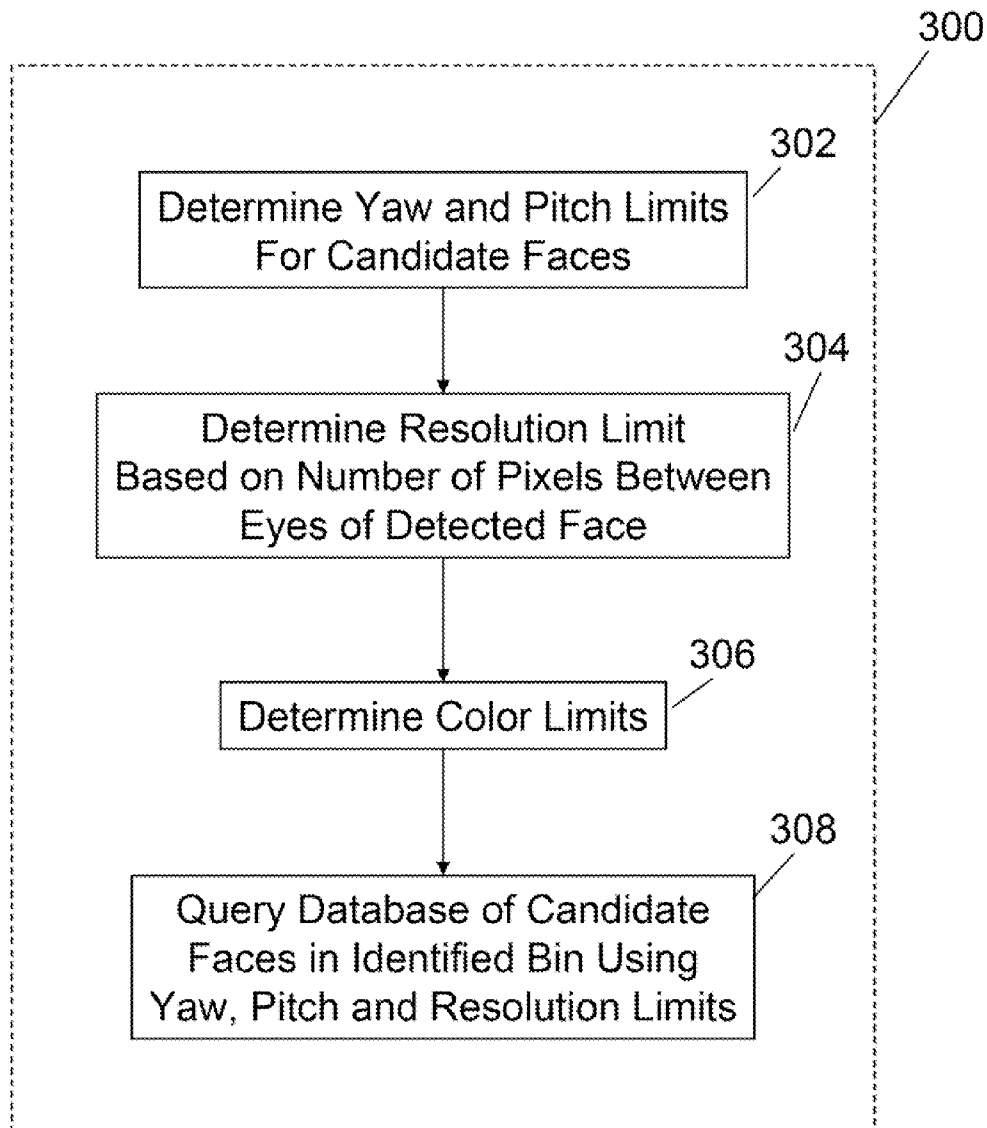 300
302
Determine Yaw and Pitch Limits
For Candidate Faces
304
Determine Resolution Limit
Based on Number of Pixels Between
Eyes of Detected Face
306
Determine Color Limits
308
Query Database of Candidate
Faces in Identified Bin Using
Yaw, Pitch and Resolution Limits